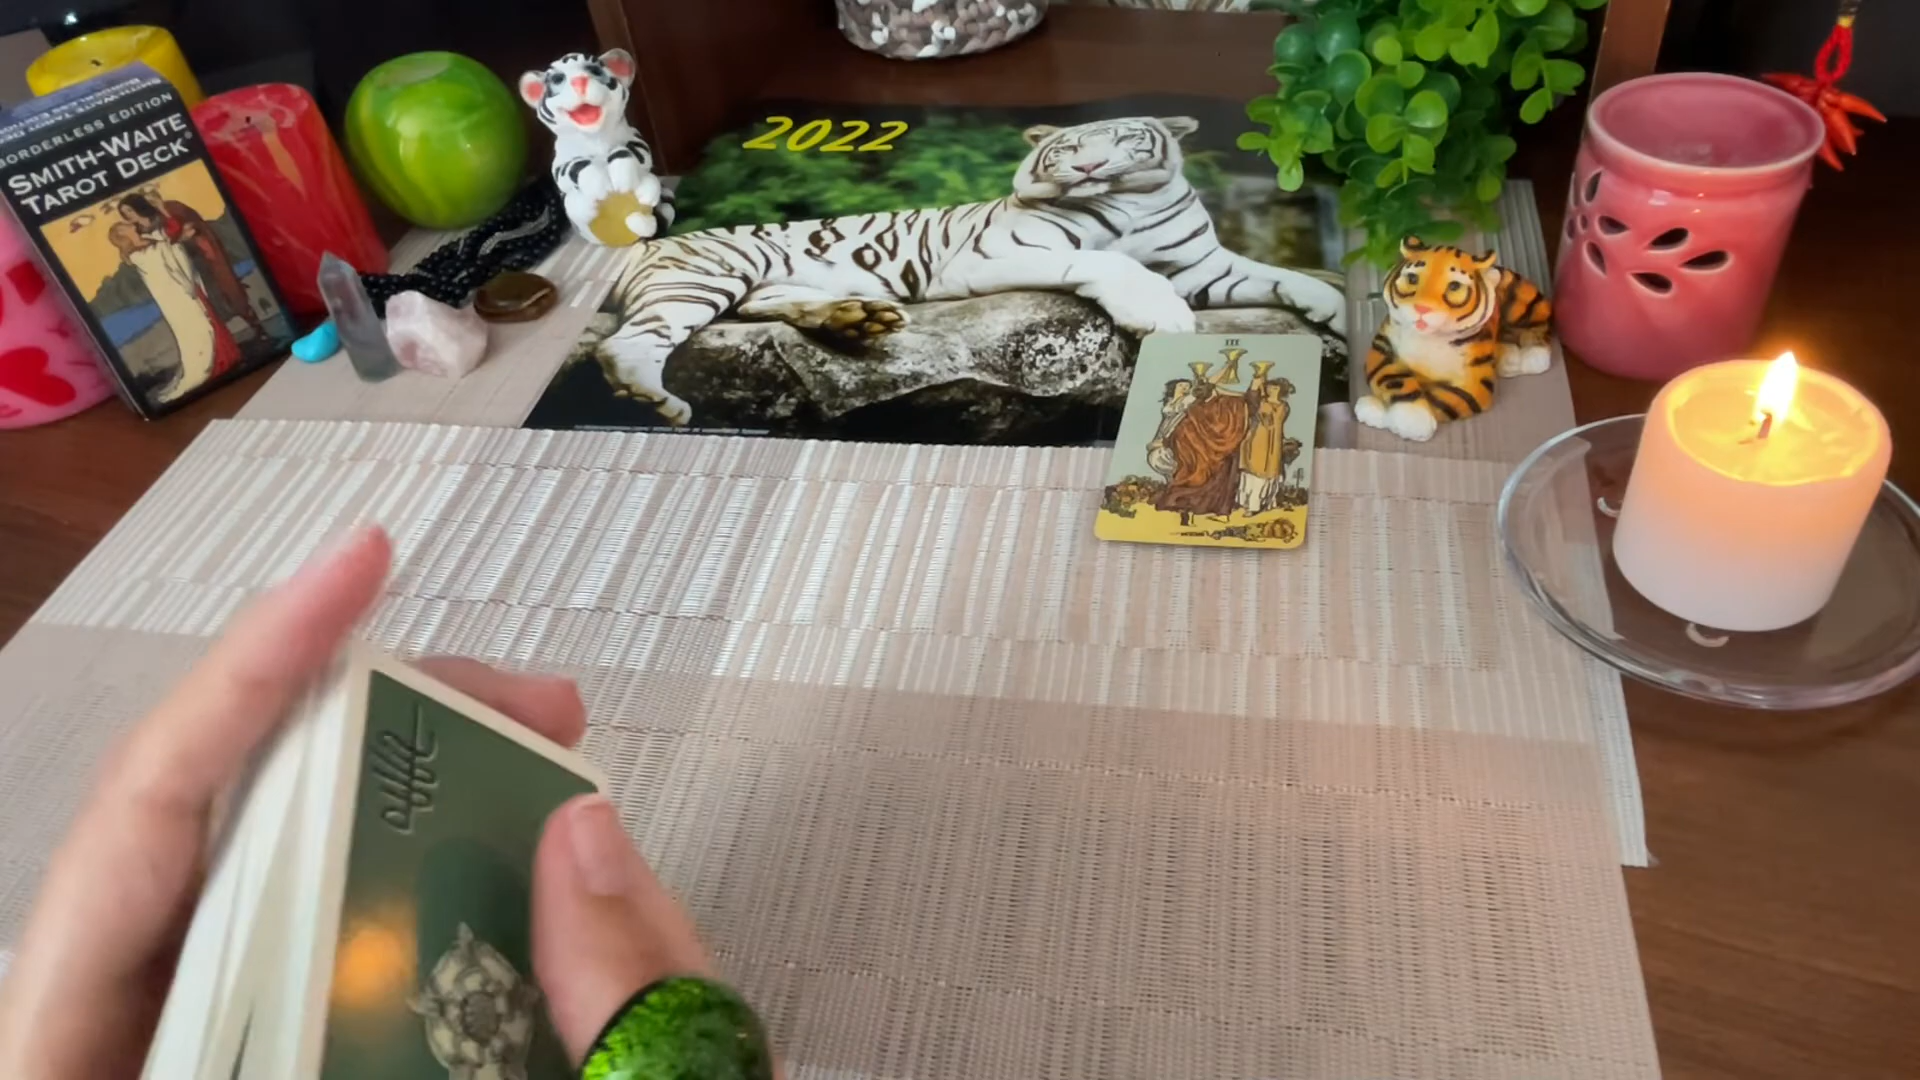 BORDERLESS EDITION
SMITH-WAITE
TAROT DECK
2022
III